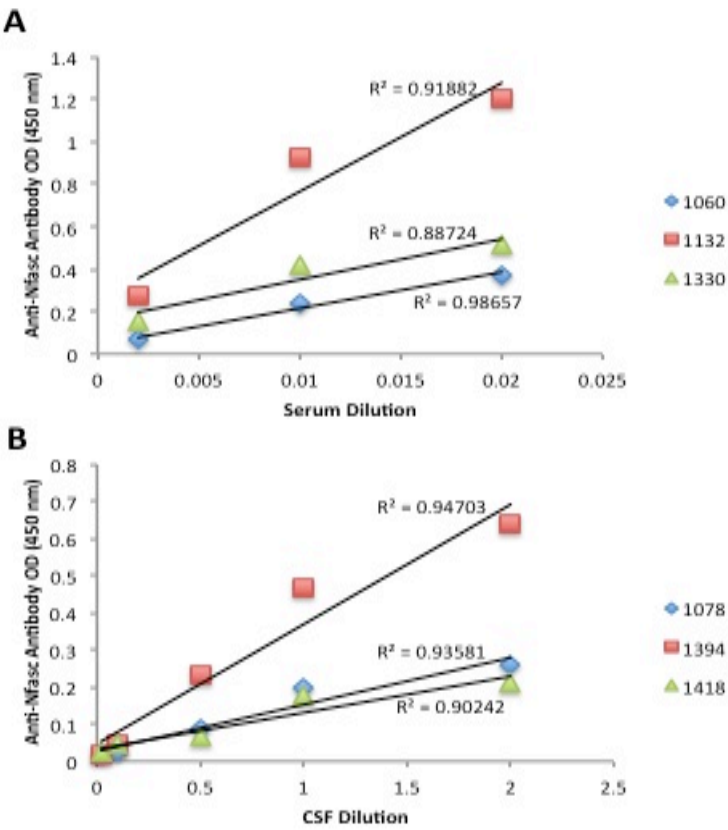 A
1.4
1.2
1
0.8
0.6
0.4
0.2
0
Anti-Nfasc Antibody OD (450 nm)
R² = 0.91882
R² = 0.88724
R² = 0.98657
1060
1132
1330
0 0.005 0.01 0.015 0.02 0.025
Serum Dilution
B
0.8
0.7
0.6
0.5
0.4
0.3
0.2
0.1
0
Anti-Nfasc Antibody OD (450 nm)
R² = 0.94703
R² = 0.93581
R² = 0.90242
1078
1394
1418
0 0.5 1 1.5 2 2.5
CSF Dilution